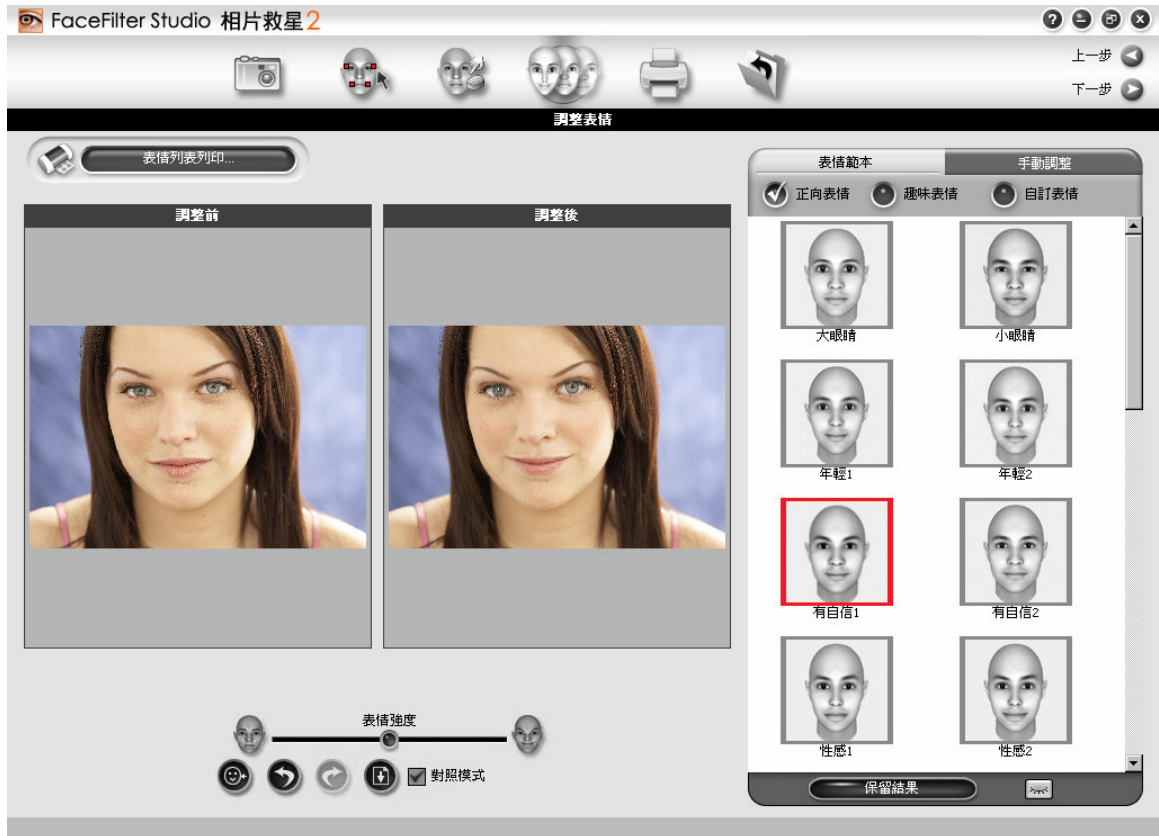 FaceFilter Studio 相片救星2
上一步
下一步
調整表情
表情列表列印...
表情範本
手動調整
正向表情
趣味表情
自訂表情
調整前
調整後
大眼睛
小眼睛
年輕1
年輕2
有自信1
有自信2
性感1
性感2
表情強度
對照模式
保留結果